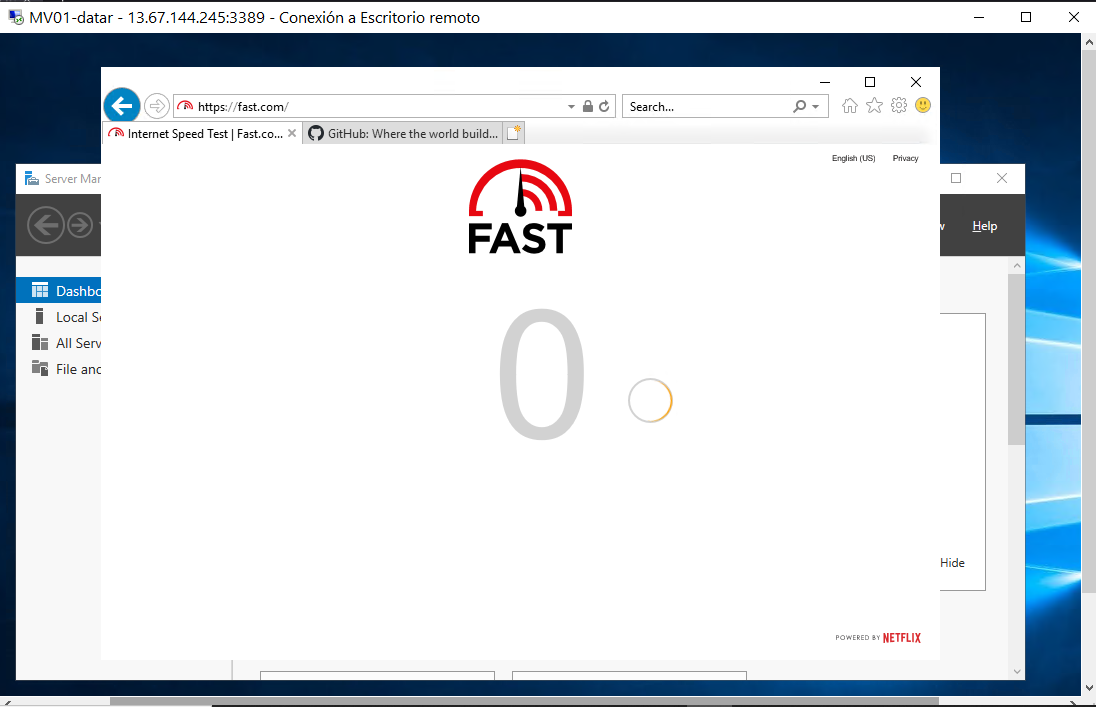 MV01-datar - 13.67.144.245:3389 - Conexión a Escritorio remoto
https://fast.com/
Search...
Internet Speed Test | Fast.co...
GitHub: Where the world build...
English (US) Privacy
Server Mar
FAST
w Help
Dashbo
Local Se
All Serv
File and
0
Hide
POWERED BY NETFLIX